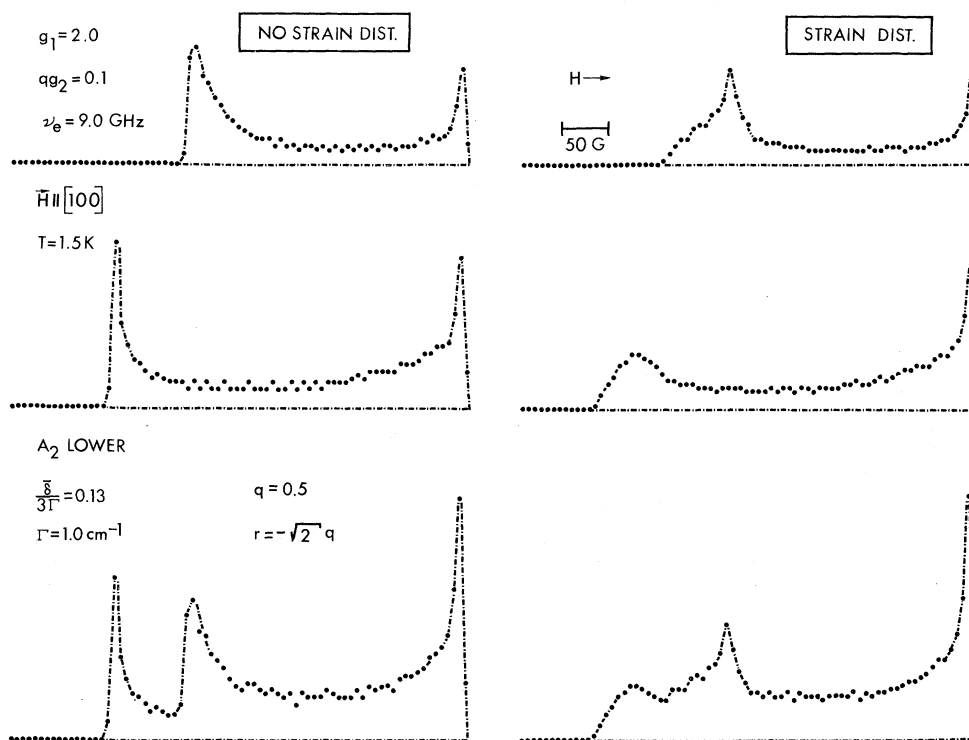 g₁=2.0
NO STRAIN DIST.
STRAIN DIST.
qg₂=0.1
H→
νₑ=9.0 GHz
50 G
H⃗ ∥ [100]
T=1.5K
A₂ LOWER
δ̄/3Γ=0.13
q=0.5
Γ=1.0 cm⁻¹
r=-√2 q